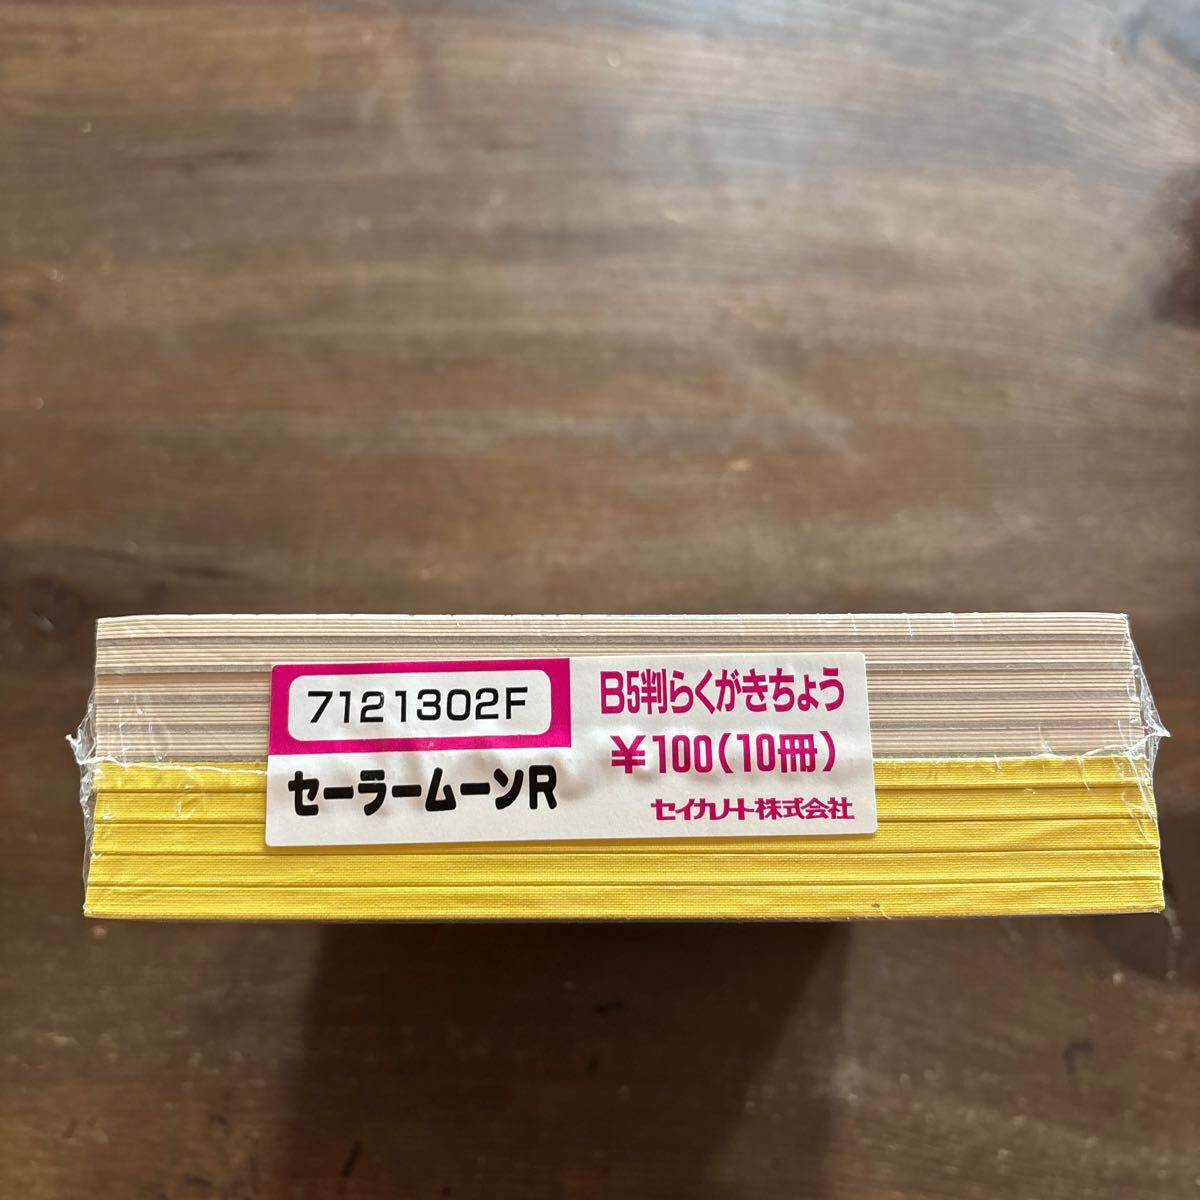 7121302F
セーラームーンR
B5判らくがきちょう
¥100(10冊)
セイカノート株式会社